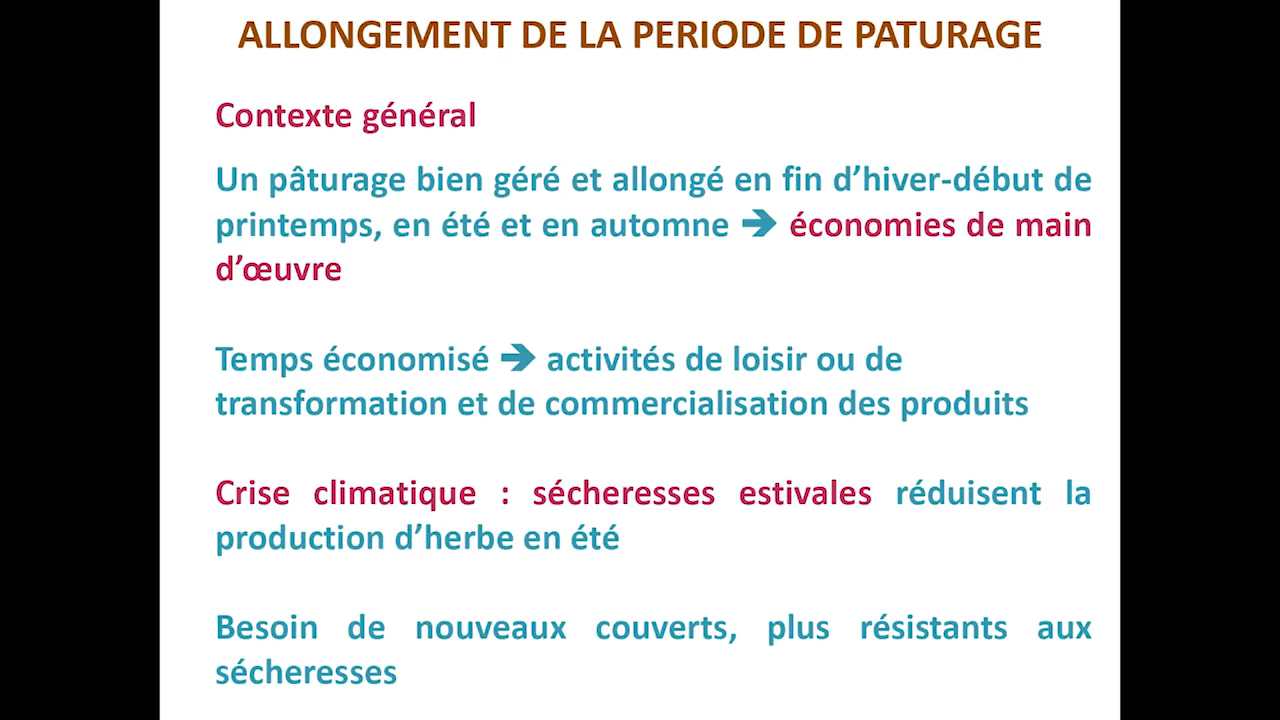 ALLONGEMENT DE LA PERIODE DE PATURAGE
Contexte général
Un pâturage bien géré et allongé en fin d’hiver-début de
printemps, en été et en automne 🡺 économies de main
d’œuvre
Temps économisé 🡺 activités de loisir ou de
transformation et de commercialisation des produits
Crise climatique : sécheresses estivales réduisent la
production d’herbe en été
Besoin de nouveaux couverts, plus résistants aux
sécheresses